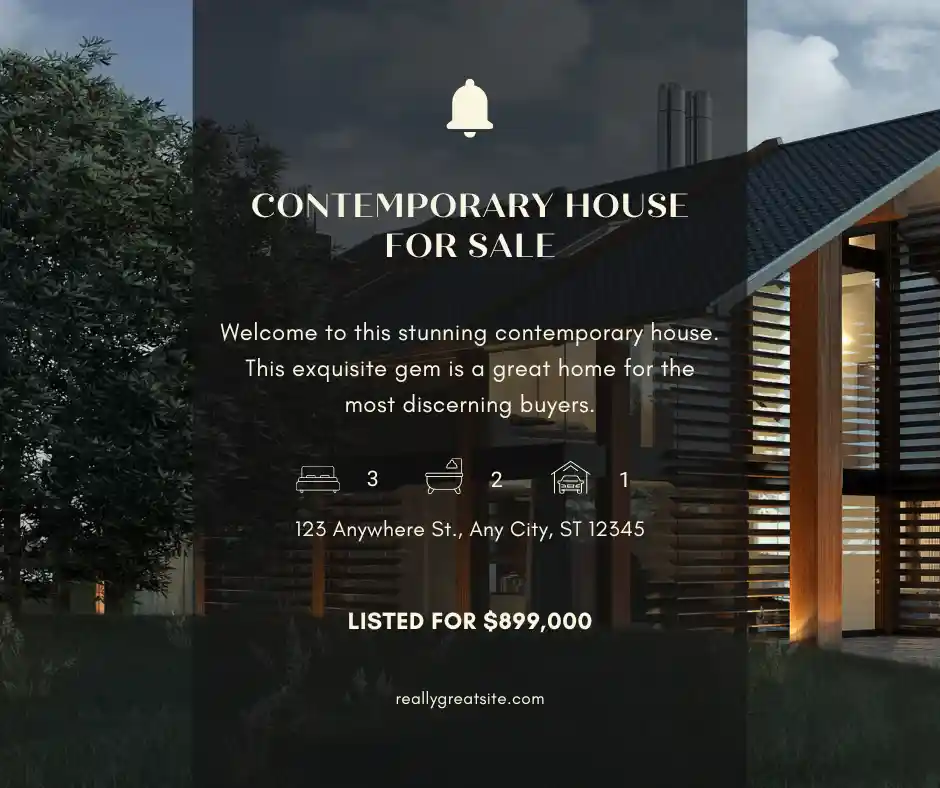 CONTEMPORARY HOUSE
FOR SALE
Welcome to this stunning contemporary house.
This exquisite gem is a great home for the
most discerning buyers.
3 2 1
123 Anywhere St., Any City, ST 12345
LISTED FOR $899,000
reallygreatsite.com